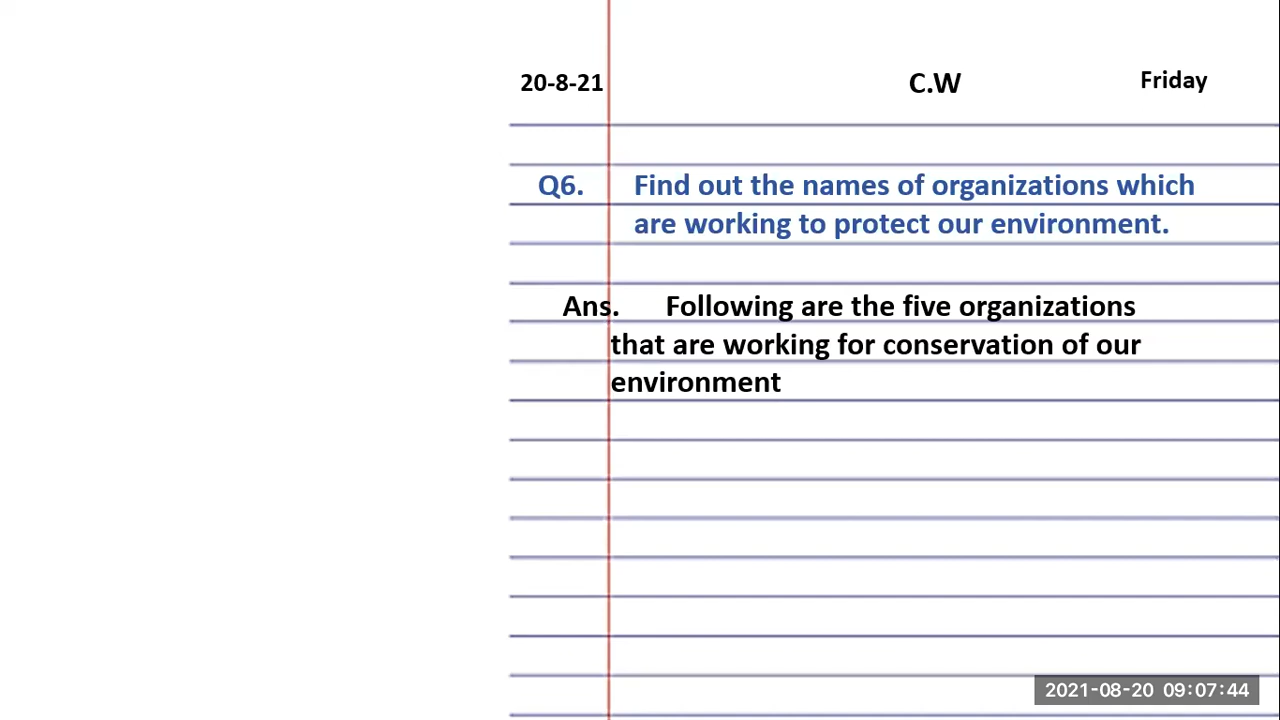 20-8-21 C.W Friday
Q6. Find out the names of organizations which
are working to protect our environment.
Ans. Following are the five organizations
that are working for conservation of our
environment
2021-08-20 09:07:44